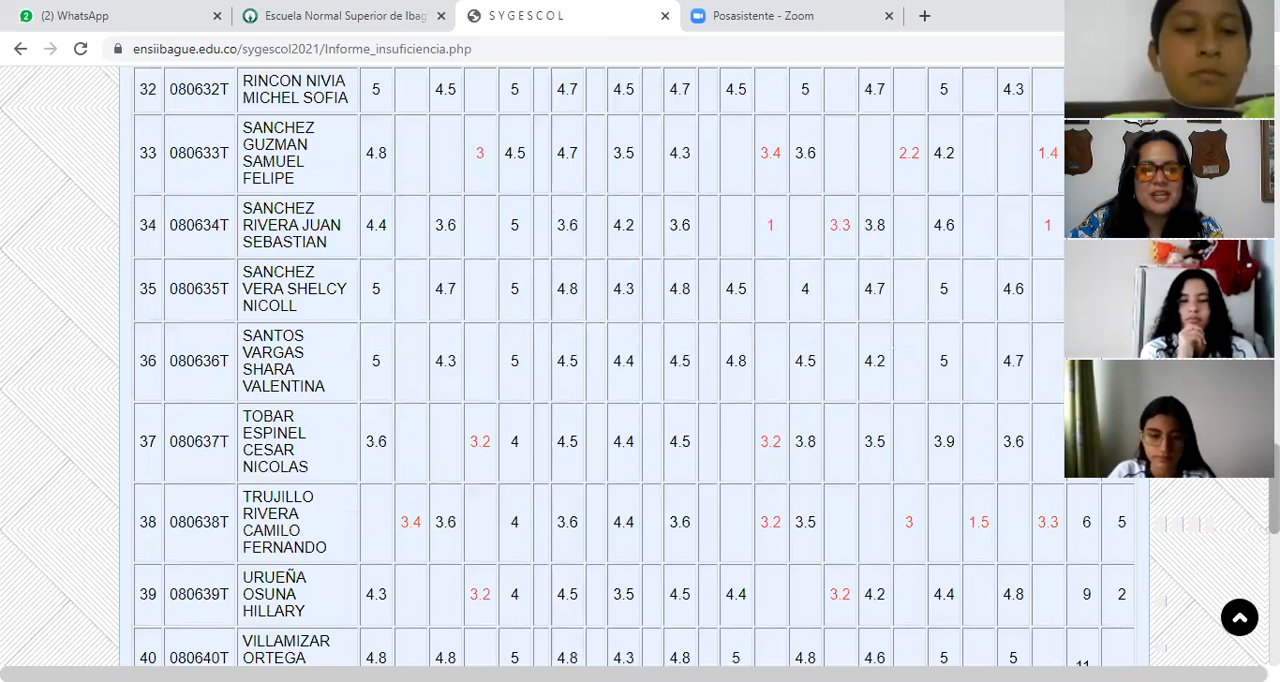 (2) WhatsApp
Escuela Normal Superior de Ibag
S Y G E S C O L
Posasistente - Zoom
ensiibague.edu.co/sygescol2021/Informe_insuficiencia.php
32 080632T RINCON NIVIA MICHEL SOFIA 5 4.5 5 4.7 4.5 4.7 4.5 5 4.7 5 4.3
33 080633T SANCHEZ GUZMAN SAMUEL FELIPE 4.8 3 4.5 4.7 3.5 4.3 3.4 3.6 2.2 4.2 1.4
34 080634T SANCHEZ RIVERA JUAN SEBASTIAN 4.4 3.6 5 3.6 4.2 3.6 1 3.3 3.8 4.6 1
35 080635T SANCHEZ VERA SHELCY NICOLL 5 4.7 5 4.8 4.3 4.8 4.5 4 4.7 5 4.6
36 080636T SANTOS VARGAS SHARA VALENTINA 5 4.3 5 4.5 4.4 4.5 4.8 4.5 4.2 5 4.7
37 080637T TOBAR ESPINEL CESAR NICOLAS 3.6 3.2 4 4.5 4.4 4.5 3.2 3.8 3.5 3.9 3.6
38 080638T TRUJILLO RIVERA CAMILO FERNANDO 3.4 3.6 4 3.6 4.4 3.6 3.2 3.5 3 1.5 3.3 6 5
39 080639T URUEÑA OSUNA HILLARY 4.3 3.2 4 4.5 3.5 4.5 4.4 3.2 4.2 4.4 4.8 9 2
40 080640T VILLAMIZAR ORTEGA 4.8 4.8 5 4.8 4.3 4.8 5 4.8 4.6 5 5 11